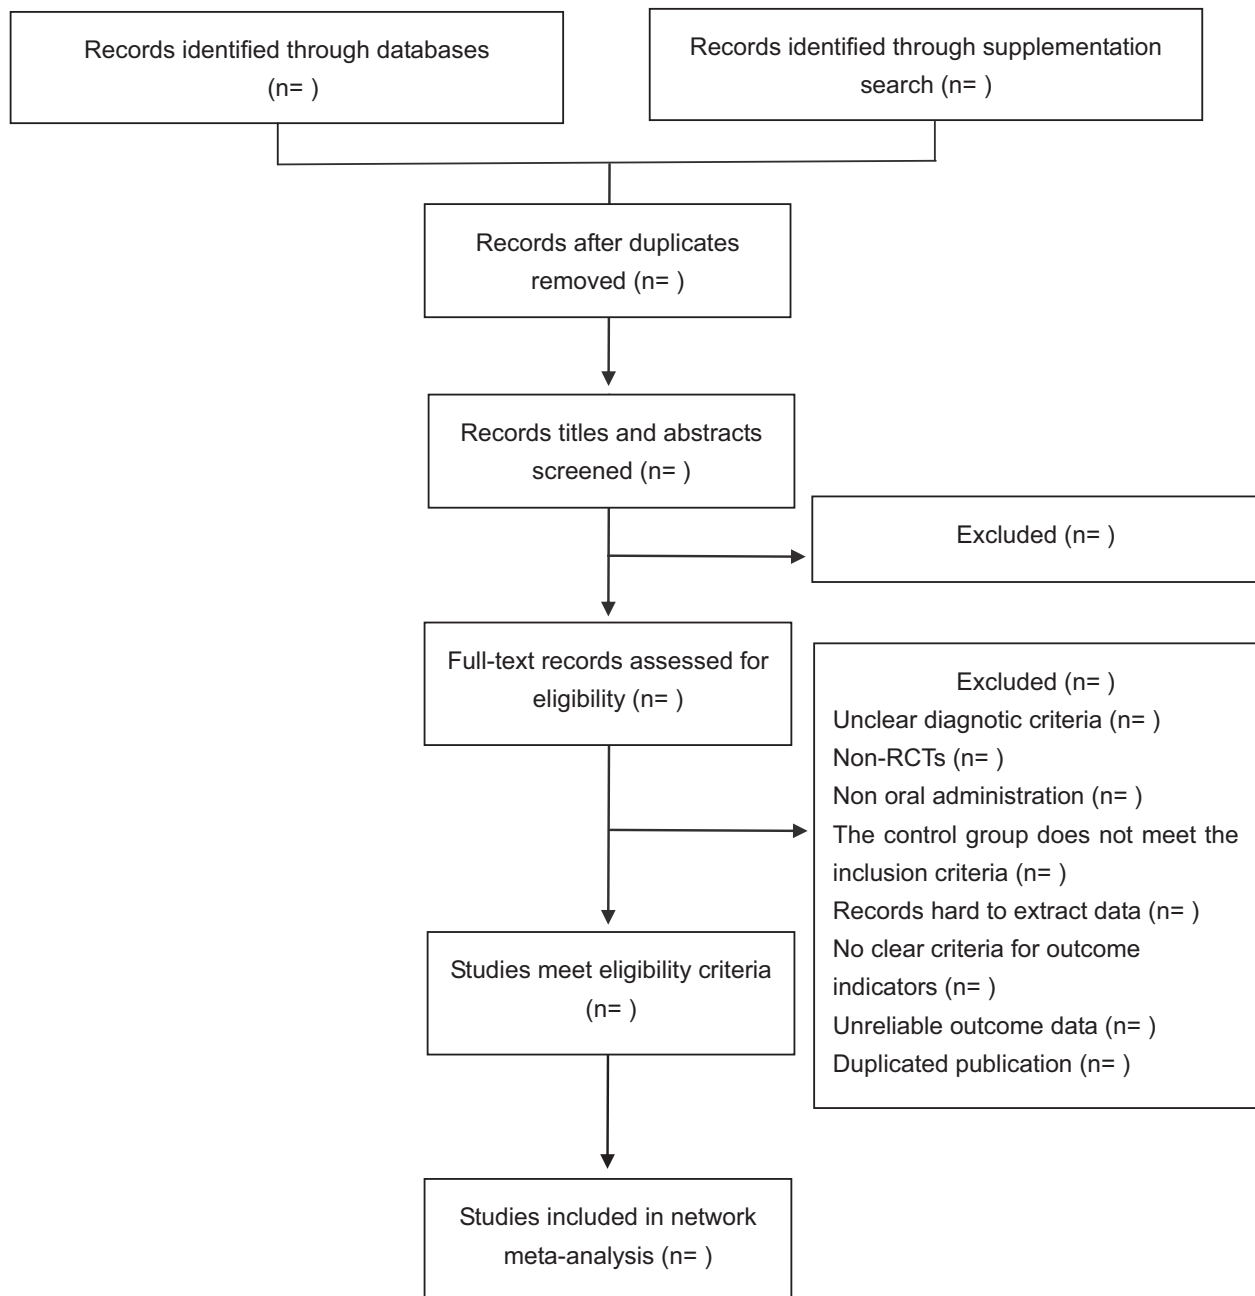 Records identified through databases
(n= )
Records identified through supplementation
search (n= )
Records after duplicates
removed (n= )
Records titles and abstracts
screened (n= )
Excluded (n= )
Full-text records assessed for
eligibility (n= )
Excluded (n= )
Unclear diagnotic criteria (n= )
Non-RCTs (n= )
Non oral administration (n= )
The control group does not meet the
inclusion criteria (n= )
Records hard to extract data (n= )
No clear criteria for outcome
indicators (n= )
Unreliable outcome data (n= )
Duplicated publication (n= )
Studies meet eligibility criteria
(n= )
Studies included in network
meta-analysis (n= )